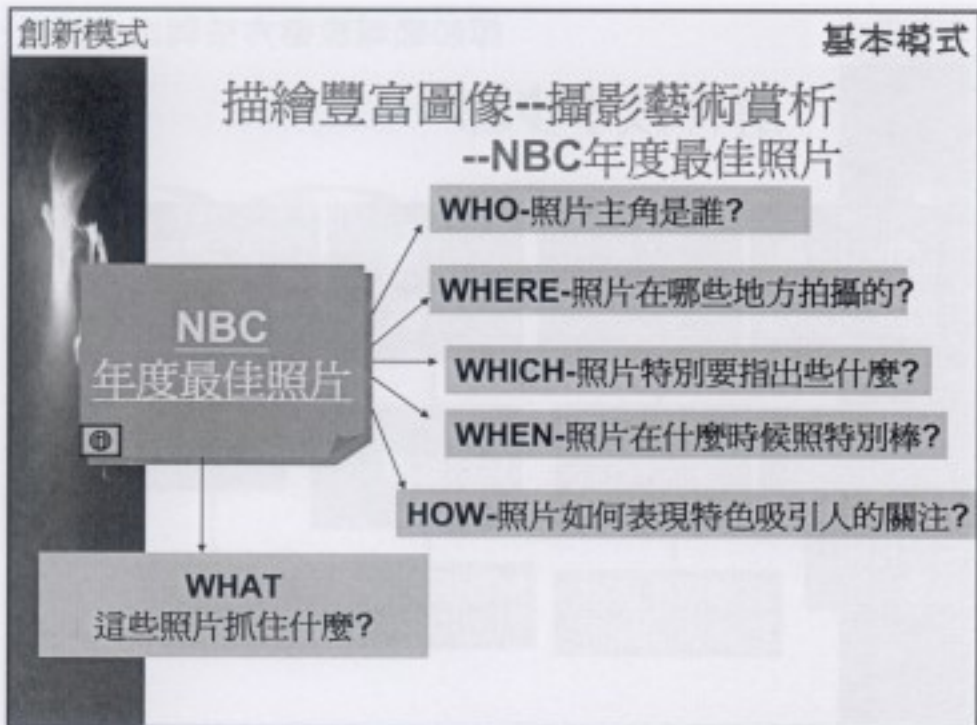 創新模式
基本模式
描繪豐富圖像--攝影藝術賞析
--NBC年度最佳照片
WHO-照片主角是誰?
WHERE-照片在哪些地方拍攝的?
NBC
年度最佳照片
WHICH-照片特別要指出些什麼?
WHEN-照片在什麼時候照特別棒?
HOW-照片如何表現特色吸引人的關注?
WHAT
這些照片抓住什麼?